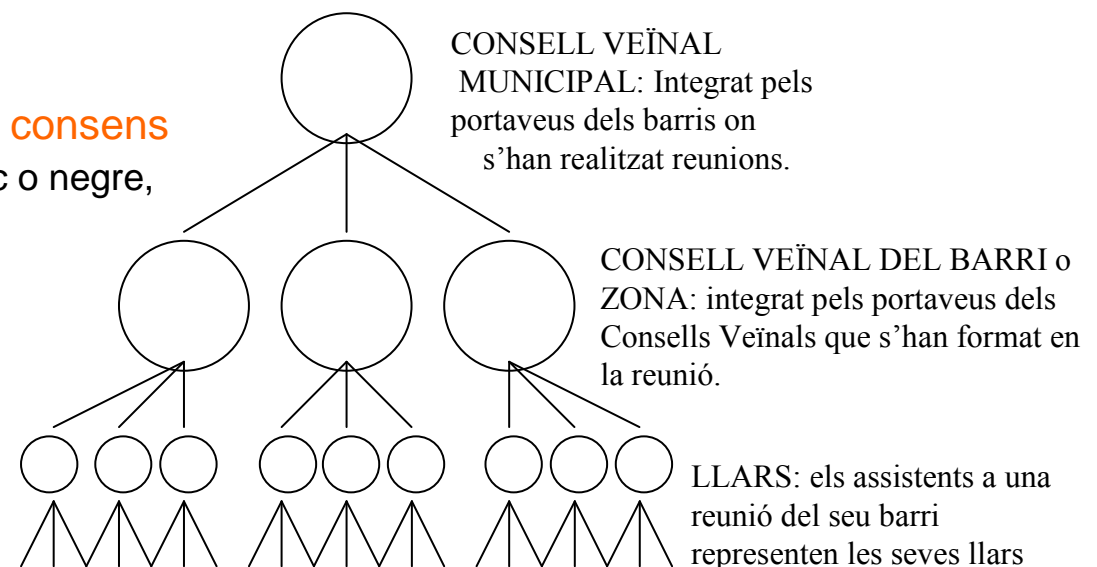 CONSELL VEÏNAL
MUNICIPAL: Integrat pels
portaveus dels barris on
s'han realitzat reunions.
consens
c o negre,
CONSELL VEÏNAL DEL BARRI o
ZONA: integrat pels portaveus dels
Consells Veïnals que s'han format en
la reunió.
LLARS: els assistents a una
reunió del seu barri
representen les seves llars